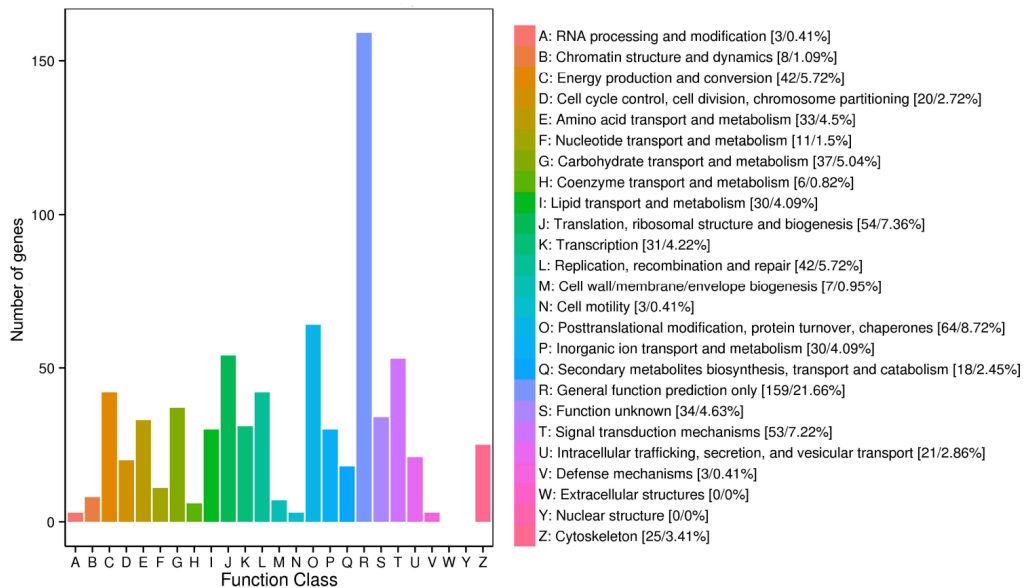 150
100
50
0
Number of genes
A B C D E F G H I J K L M N O P Q R S T U V W Y Z
Function Class
A: RNA processing and modification [3/0.41%]
B: Chromatin structure and dynamics [8/1.09%]
C: Energy production and conversion [42/5.72%]
D: Cell cycle control, cell division, chromosome partitioning [20/2.72%]
E: Amino acid transport and metabolism [33/4.5%]
F: Nucleotide transport and metabolism [11/1.5%]
G: Carbohydrate transport and metabolism [37/5.04%]
H: Coenzyme transport and metabolism [6/0.82%]
I: Lipid transport and metabolism [30/4.09%]
J: Translation, ribosomal structure and biogenesis [54/7.36%]
K: Transcription [31/4.22%]
L: Replication, recombination and repair [42/5.72%]
M: Cell wall/membrane/envelope biogenesis [7/0.95%]
N: Cell motility [3/0.41%]
O: Posttranslational modification, protein turnover, chaperones [64/8.72%]
P: Inorganic ion transport and metabolism [30/4.09%]
Q: Secondary metabolites biosynthesis, transport and catabolism [18/2.45%]
R: General function prediction only [159/21.66%]
S: Function unknown [34/4.63%]
T: Signal transduction mechanisms [53/7.22%]
U: Intracellular trafficking, secretion, and vesicular transport [21/2.86%]
V: Defense mechanisms [3/0.41%]
W: Extracellular structures [0/0%]
Y: Nuclear structure [0/0%]
Z: Cytoskeleton [25/3.41%]